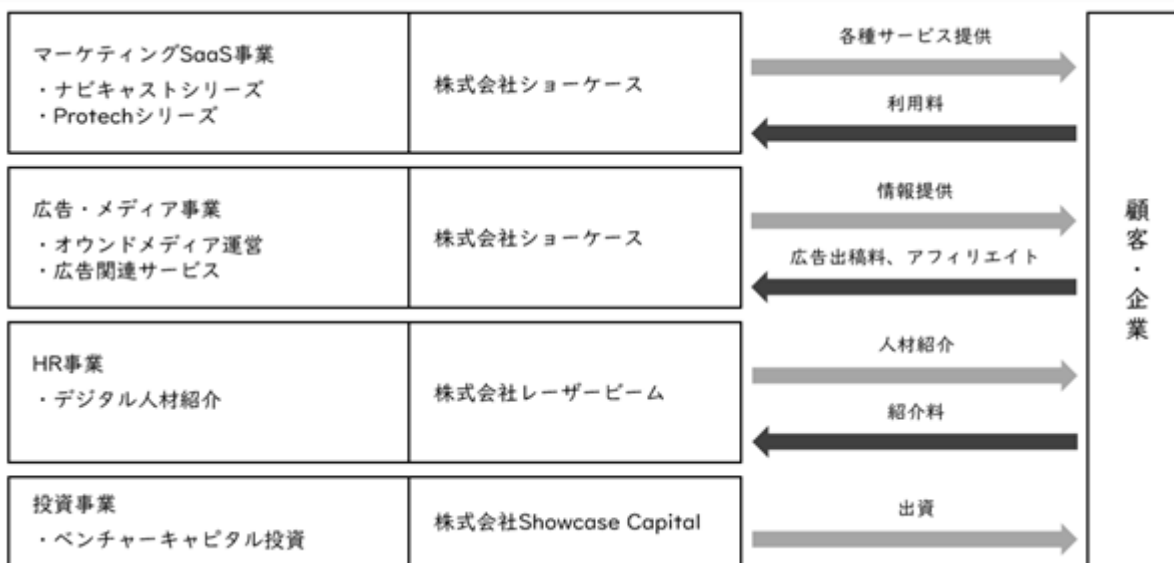 マーケティングSaaS事業
・ナビキャストシリーズ
・Protechシリーズ
株式会社ショーケース
各種サービス提供
利用料
広告・メディア事業
・オウンドメディア運営
・広告関連サービス
株式会社ショーケース
情報提供
広告出稿料、アフィリエイト
HR事業
・デジタル人材紹介
株式会社レーザービーム
人材紹介
紹介料
投資事業
・ベンチャーキャピタル投資
株式会社Showcase Capital
出資
顧客・企業